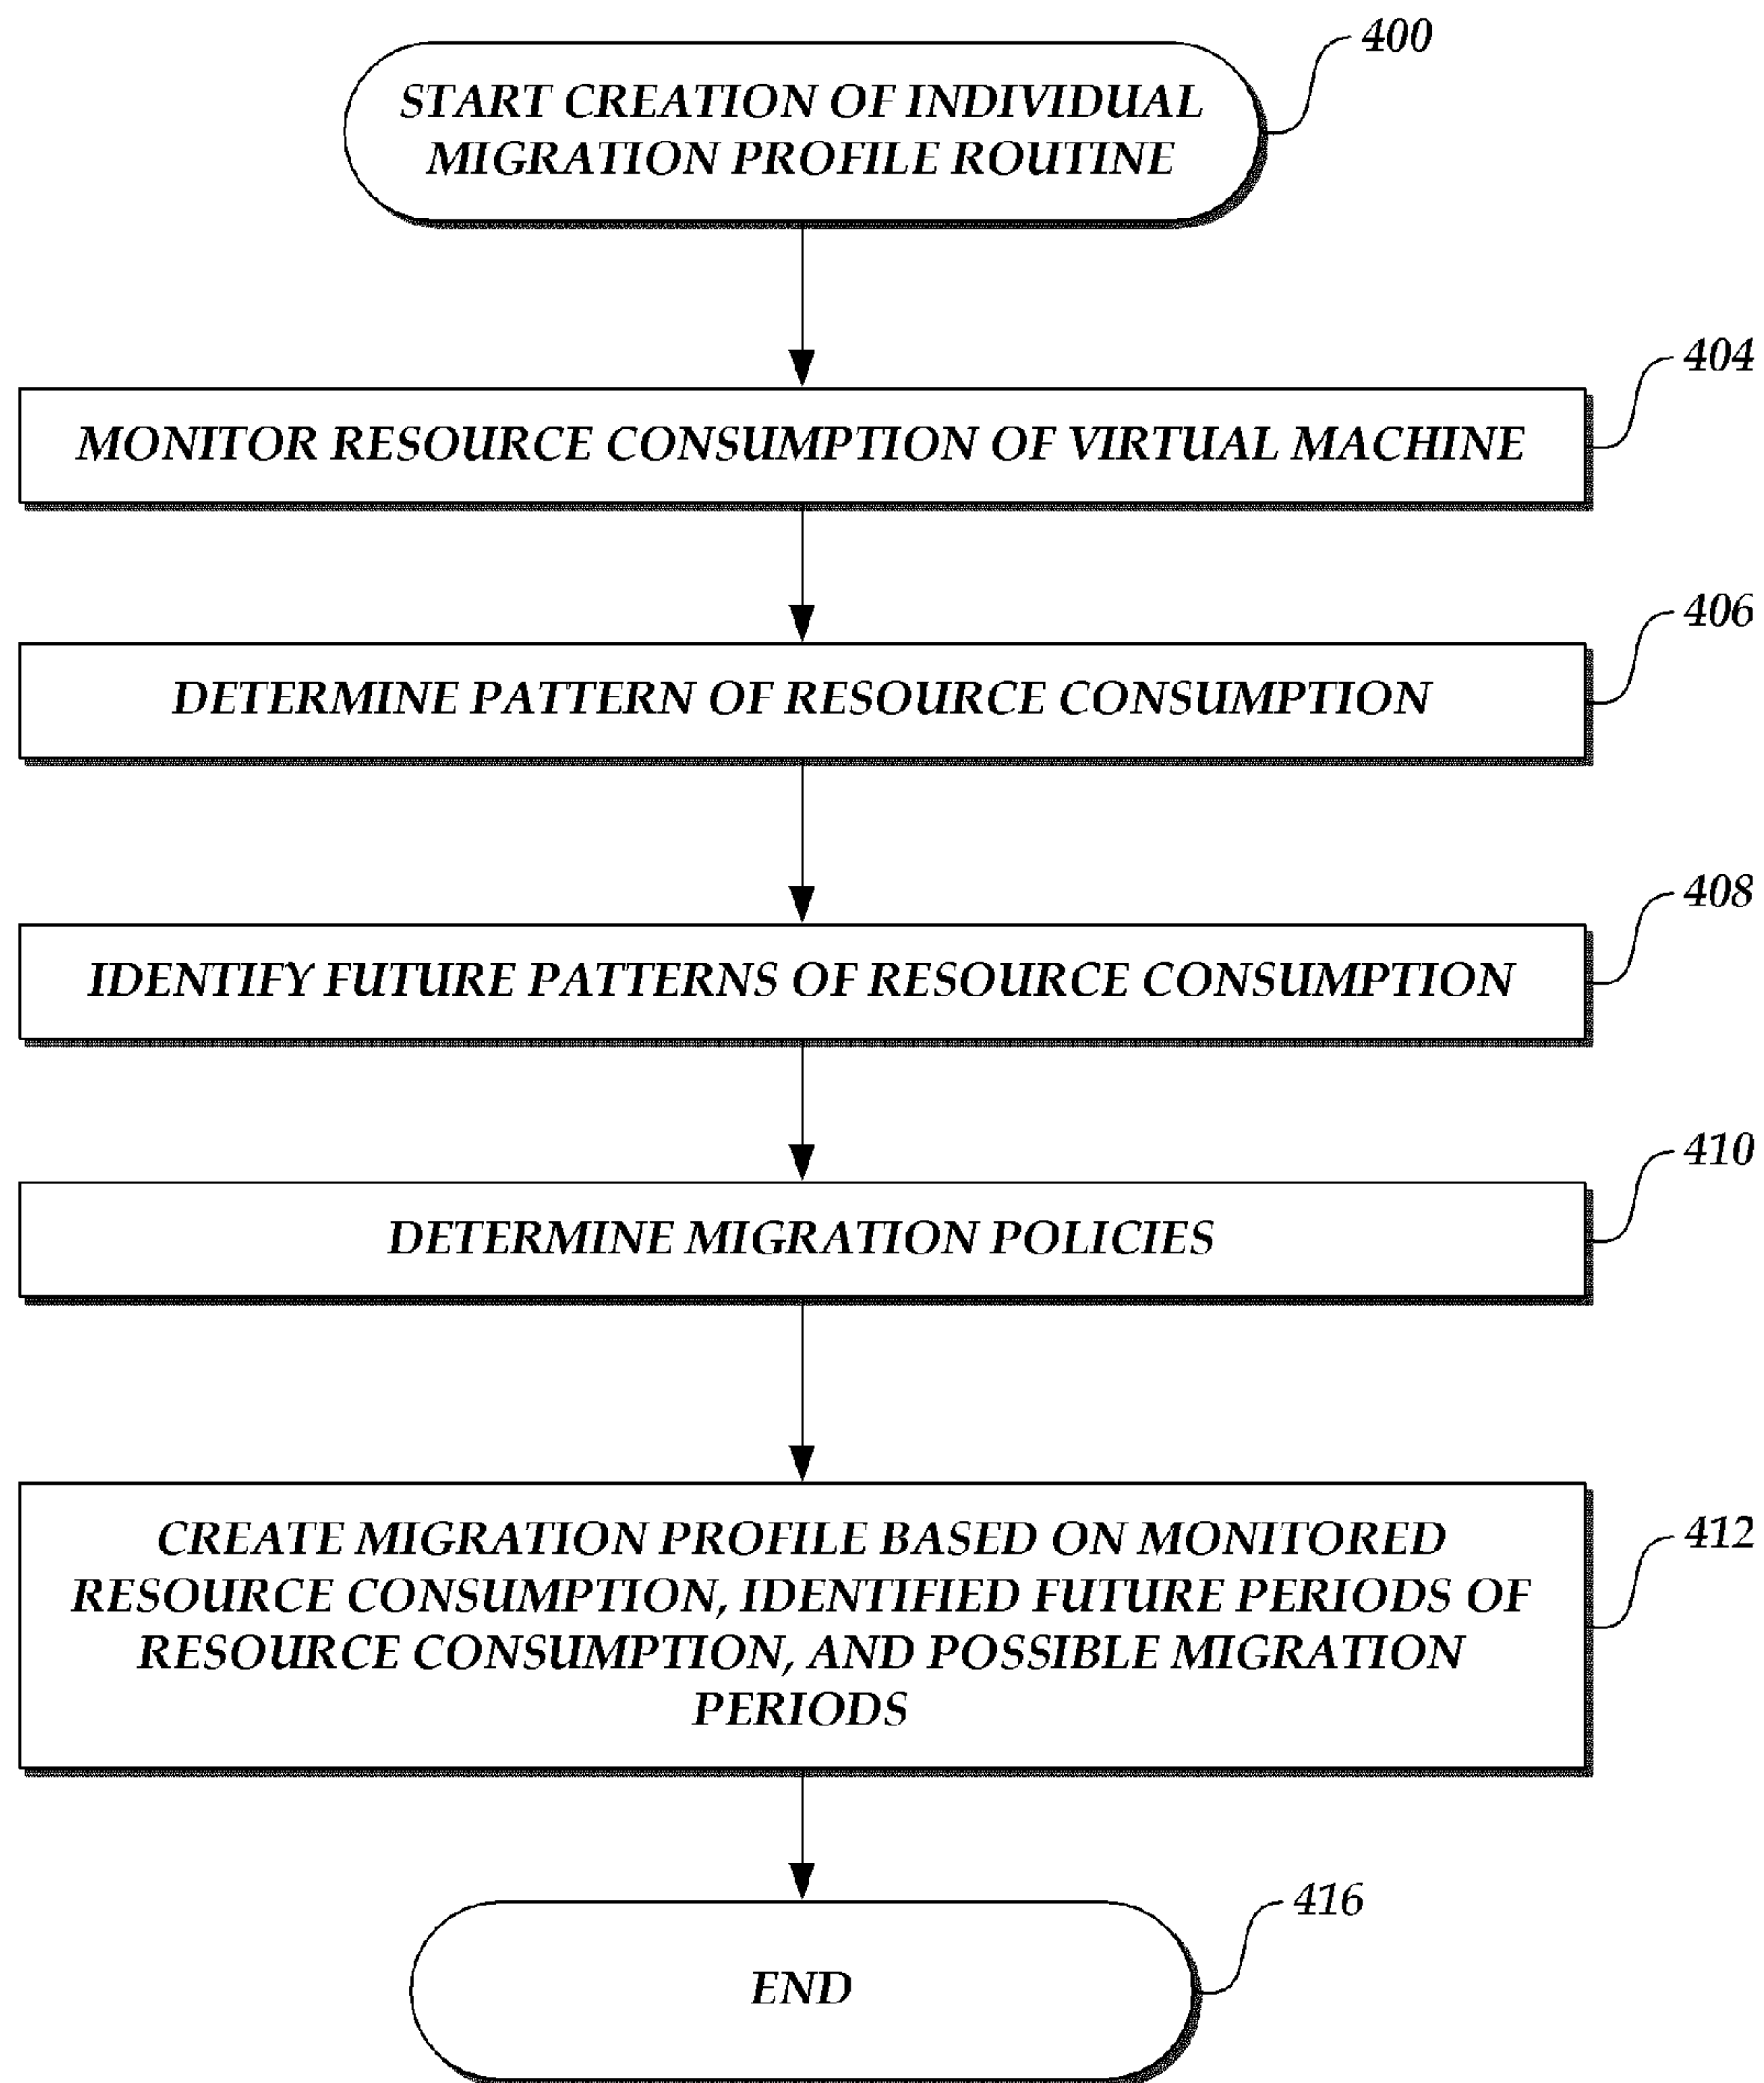 400
START CREATION OF INDIVIDUAL
MIGRATION PROFILE ROUTINE
404
MONITOR RESOURCE CONSUMPTION OF VIRTUAL MACHINE
406
DETERMINE PATTERN OF RESOURCE CONSUMPTION
408
IDENTIFY FUTURE PATTERNS OF RESOURCE CONSUMPTION
410
DETERMINE MIGRATION POLICIES
412
CREATE MIGRATION PROFILE BASED ON MONITORED
RESOURCE CONSUMPTION, IDENTIFIED FUTURE PERIODS OF
RESOURCE CONSUMPTION, AND POSSIBLE MIGRATION
PERIODS
416
END